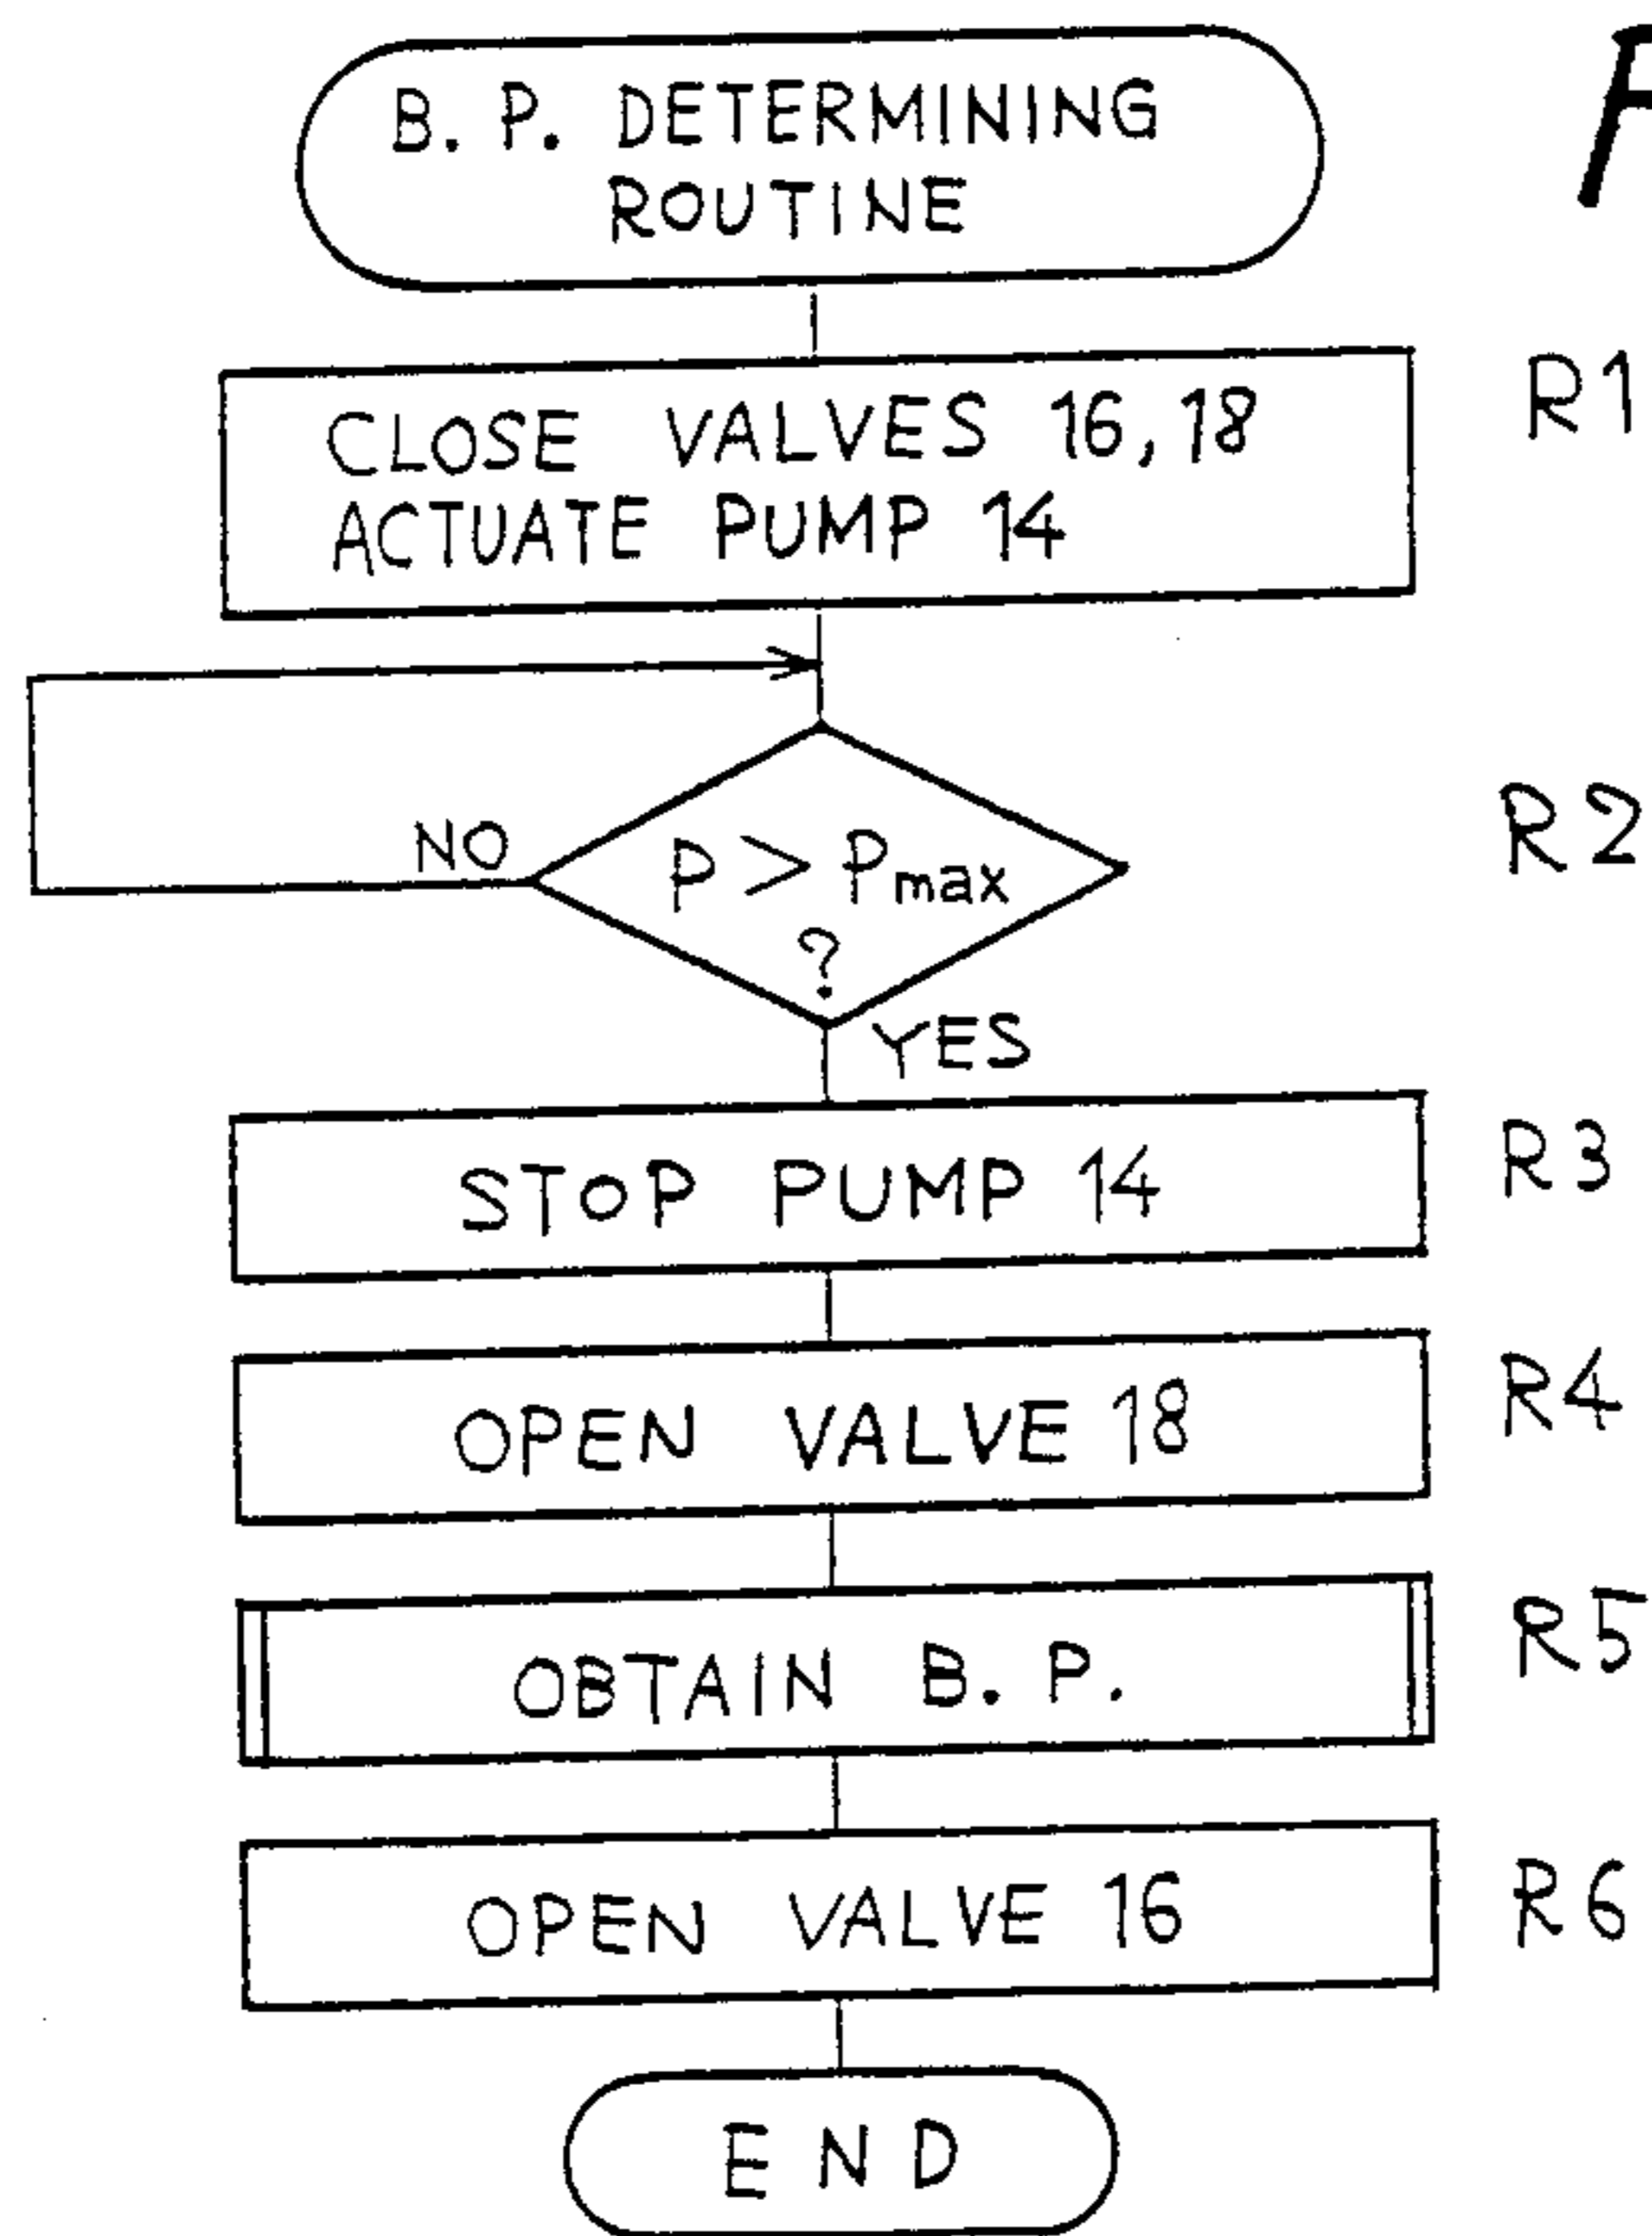 B. P. DETERMINING
ROUTINE
CLOSE VALVES 16, 18
ACTUATE PUMP 14
R1
NO
P > Pmax
?
R2
YES
STOP PUMP 14
R3
OPEN VALVE 18
R4
OBTAIN B. P.
R5
OPEN VALVE 16
R6
END